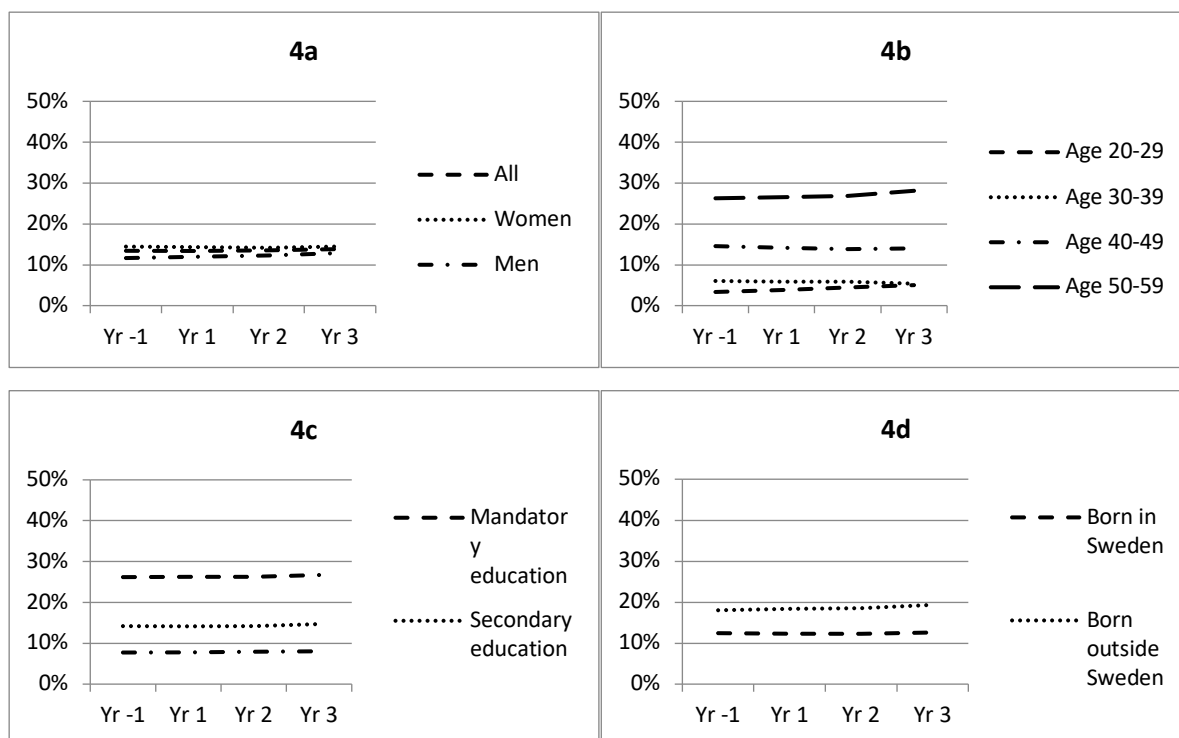 4a
50%
40%
30%
20%
10%
0%
Yr -1 Yr 1 Yr 2 Yr 3
All
Women
Men
4b
50%
40%
30%
20%
10%
0%
Yr -1 Yr 1 Yr 2 Yr 3
Age 20-29
Age 30-39
Age 40-49
Age 50-59
4c
50%
40%
30%
20%
10%
0%
Yr -1 Yr 1 Yr 2 Yr 3
Mandator
y
education
Secondary
education
4d
50%
40%
30%
20%
10%
0%
Yr -1 Yr 1 Yr 2 Yr 3
Born in
Sweden
Born
outside
Sweden